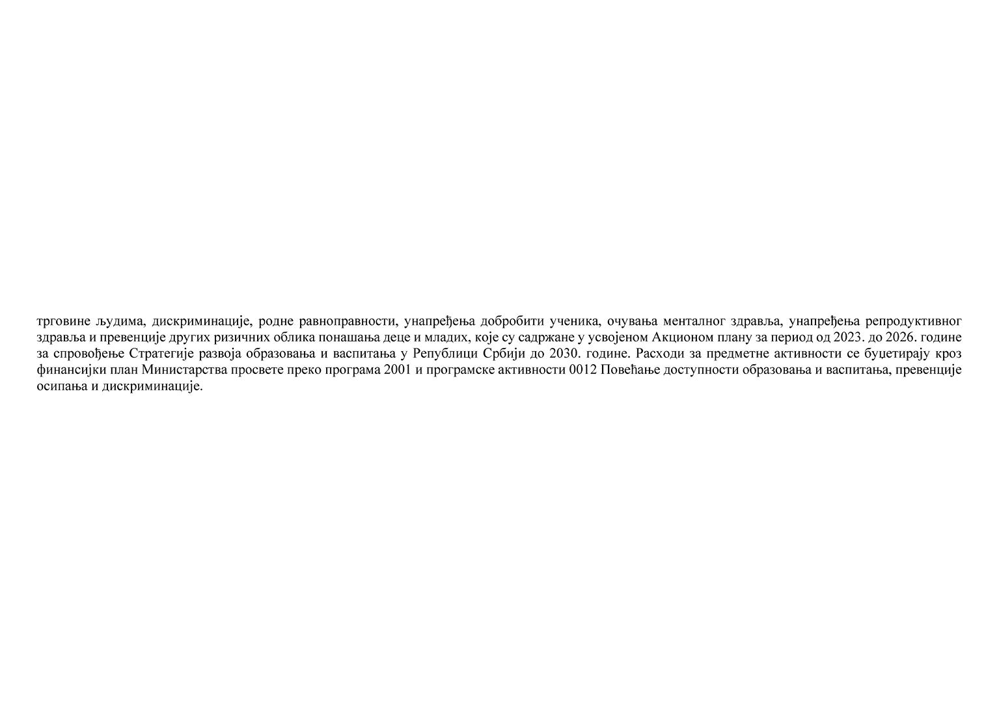 трговине људима, дискриминације, родне равноправности, унапређења добробити ученика, очувања менталног здравља, унапређења репродуктивног
здравља и превенције других ризичних облика понашања деце и младих, које су садржане у усвојеном Акционом плану за период од 2023. до 2026. године
за спровођење Стратегије развоја образовања и васпитања у Републици Србији до 2030. године. Расходи за предметне активности се буџетирају кроз
финансијки план Министарства просвете преко програма 2001 и програмске активности 0012 Повећање доступности образовања и васпитања, превенције
осипања и дискриминације.